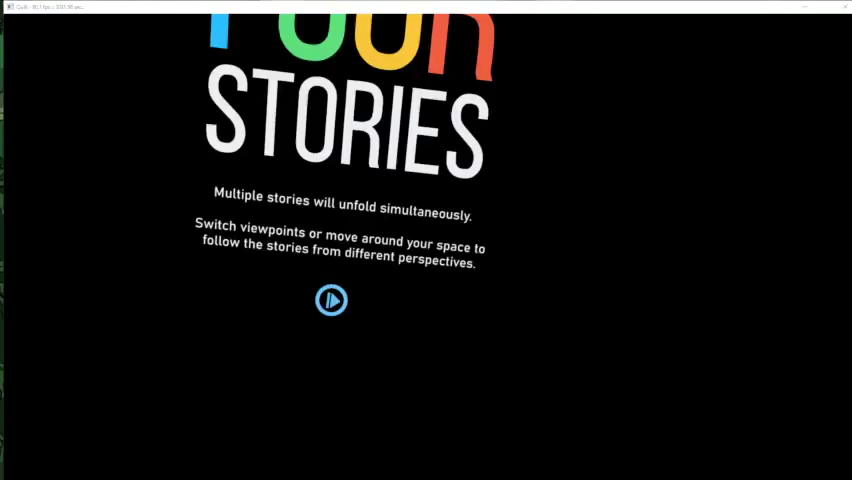 FOUR
STORIES
Multiple stories will unfold simultaneously.
Switch viewpoints or move around your space to
follow the stories from different perspectives.